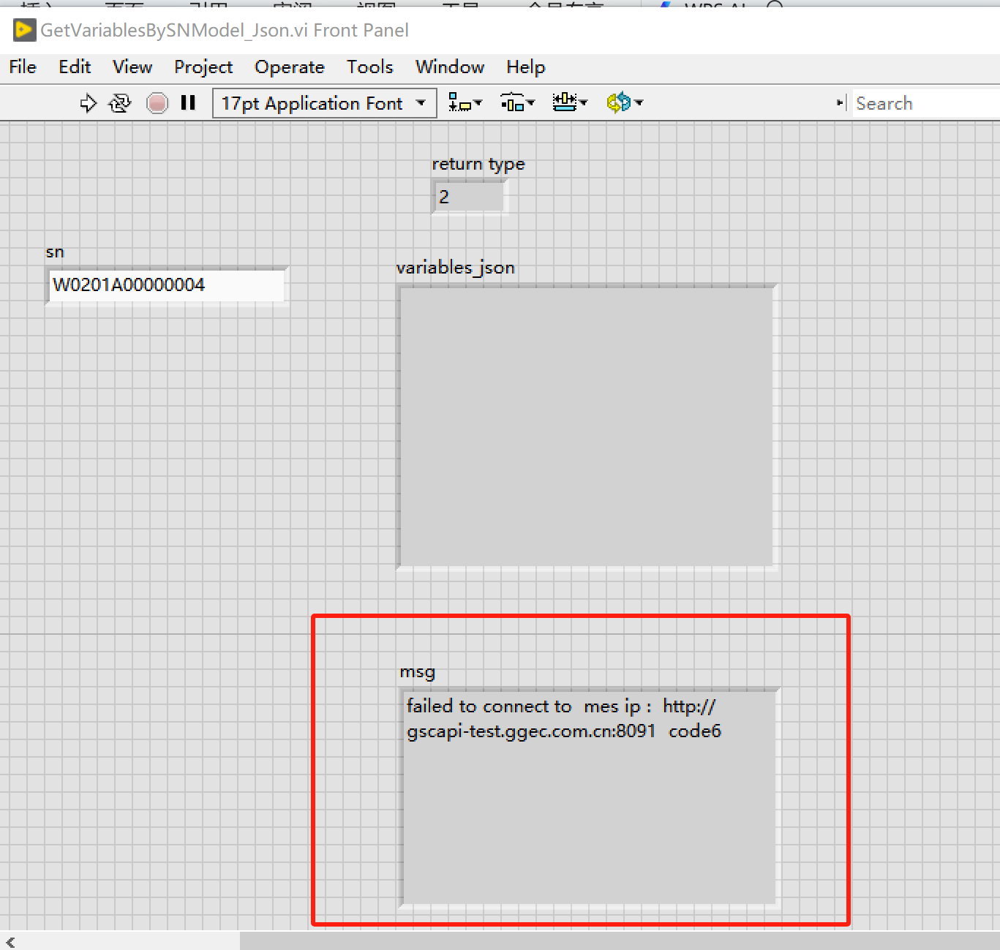 GetVariablesBySNModel_Json.vi Front Panel
File Edit View Project Operate Tools Window Help
17pt Application Font
Search
return type
2
sn
W0201A00000004
variables_json
msg
failed to connect to  mes ip :  http://
gscapi-test.ggec.com.cn:8091  code6